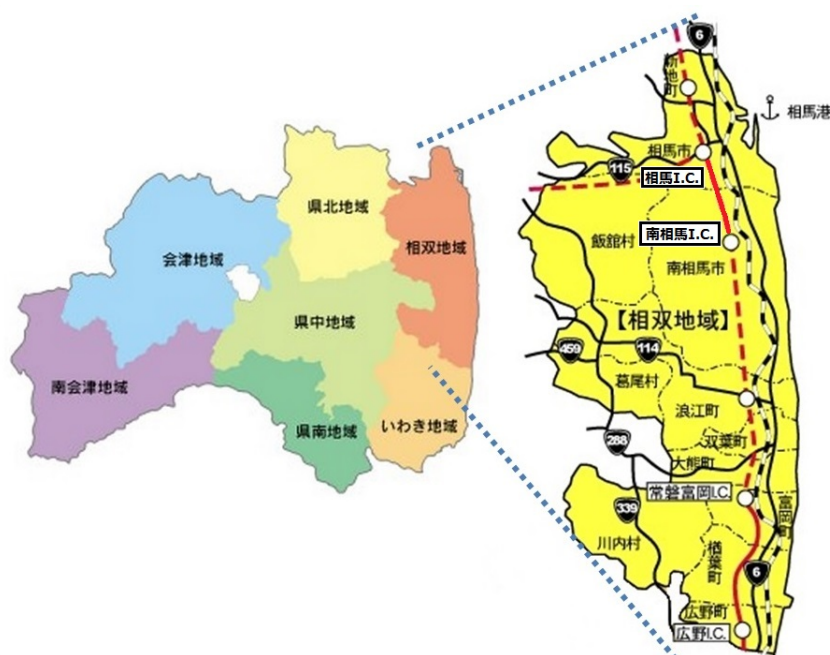 県北地域
会津地域
相双地域
県中地域
南会津地域
県南地域
いわき地域
6
新地町
相馬港
相馬市
115
相馬I.C.
南相馬I.C.
飯舘村
南相馬市
【相双地域】
459
114
葛尾村
浪江町
双葉町
288
大熊町
常磐富岡I.C.
富岡町
339
川内村
楢葉町
6
広野町
広野I.C.